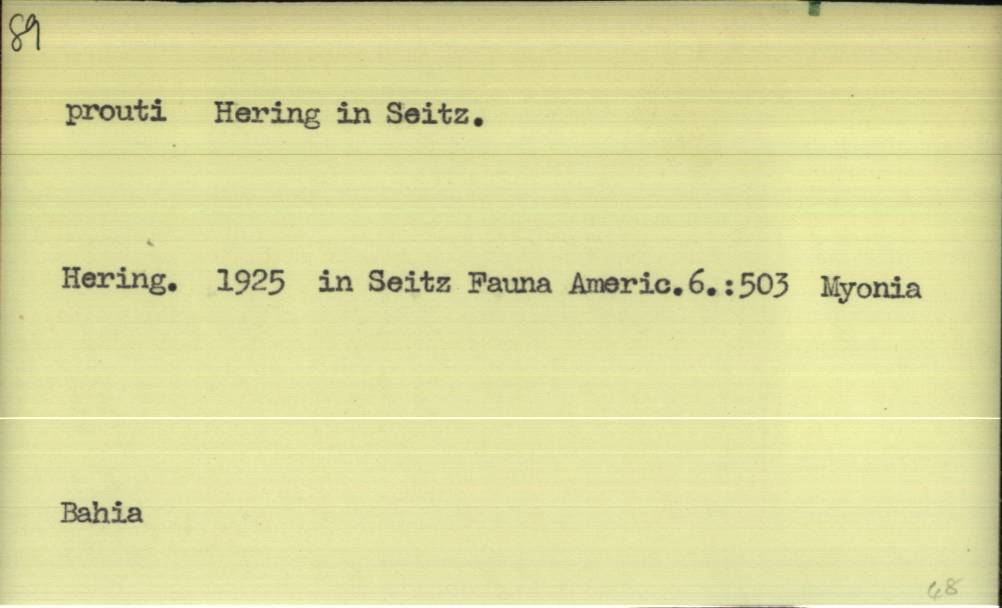 89
prouti Hering in Seitz.
Hering. 1925 in Seitz Fauna Americ.6.:503 Myonia
Bahia
68